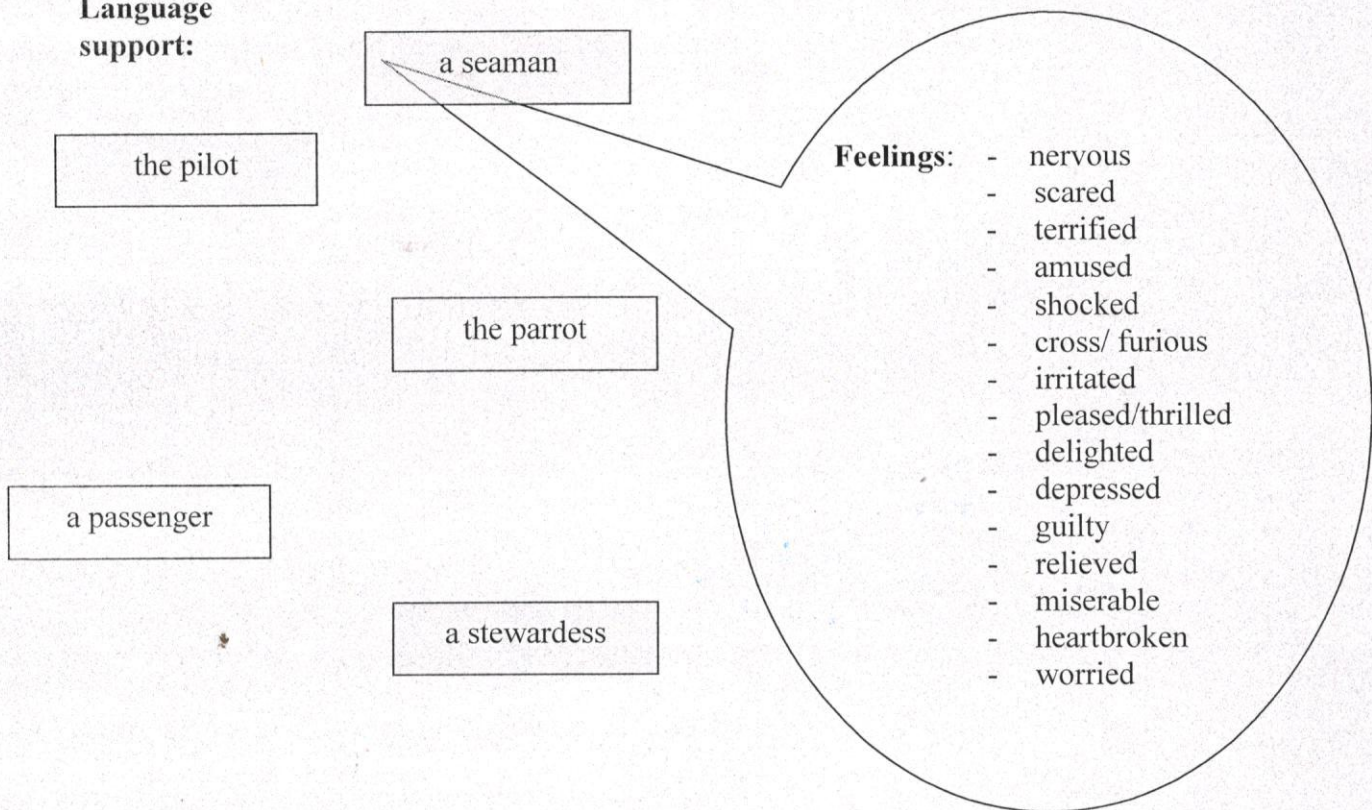 Language
support:
a seaman
the pilot
the parrot
a passenger
a stewardess
Feelings: - nervous
- scared
- terrified
- amused
- shocked
- cross/ furious
- irritated
- pleased/thrilled
- delighted
- depressed
- guilty
- relieved
- miserable
- heartbroken
- worried